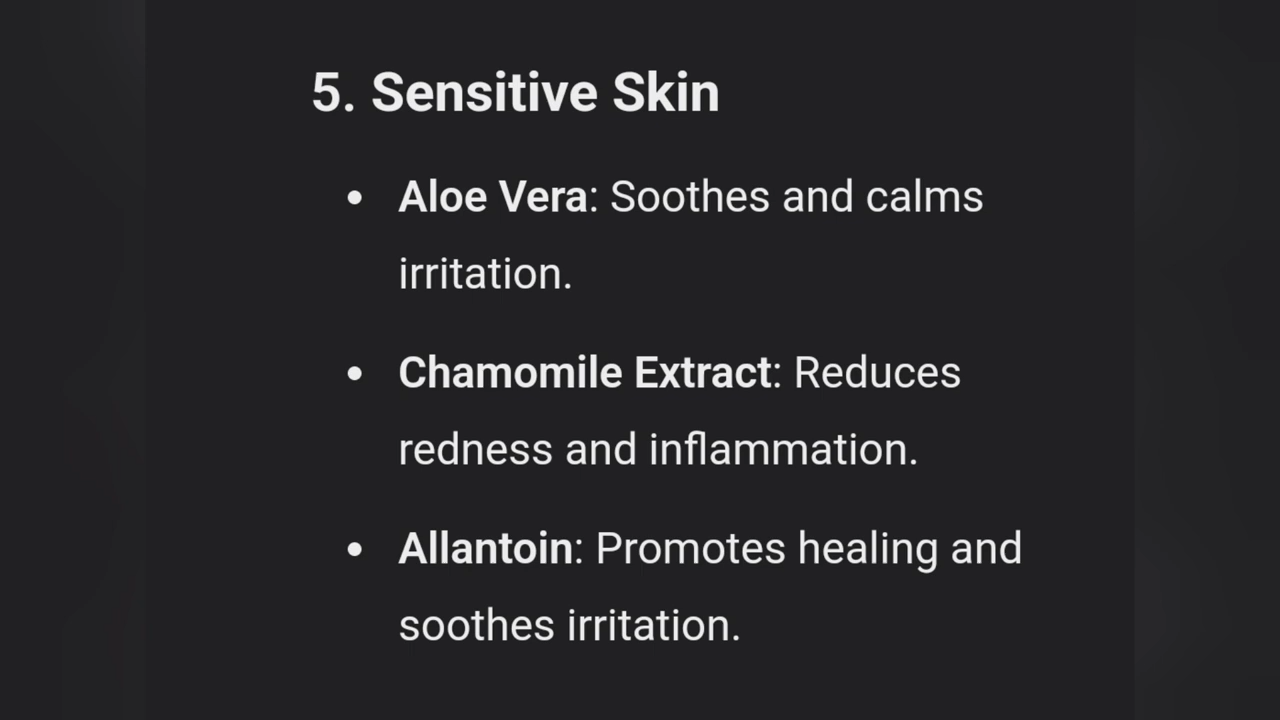 5. Sensitive Skin
• Aloe Vera: Soothes and calms
irritation.
• Chamomile Extract: Reduces
redness and inflammation.
• Allantoin: Promotes healing and
soothes irritation.